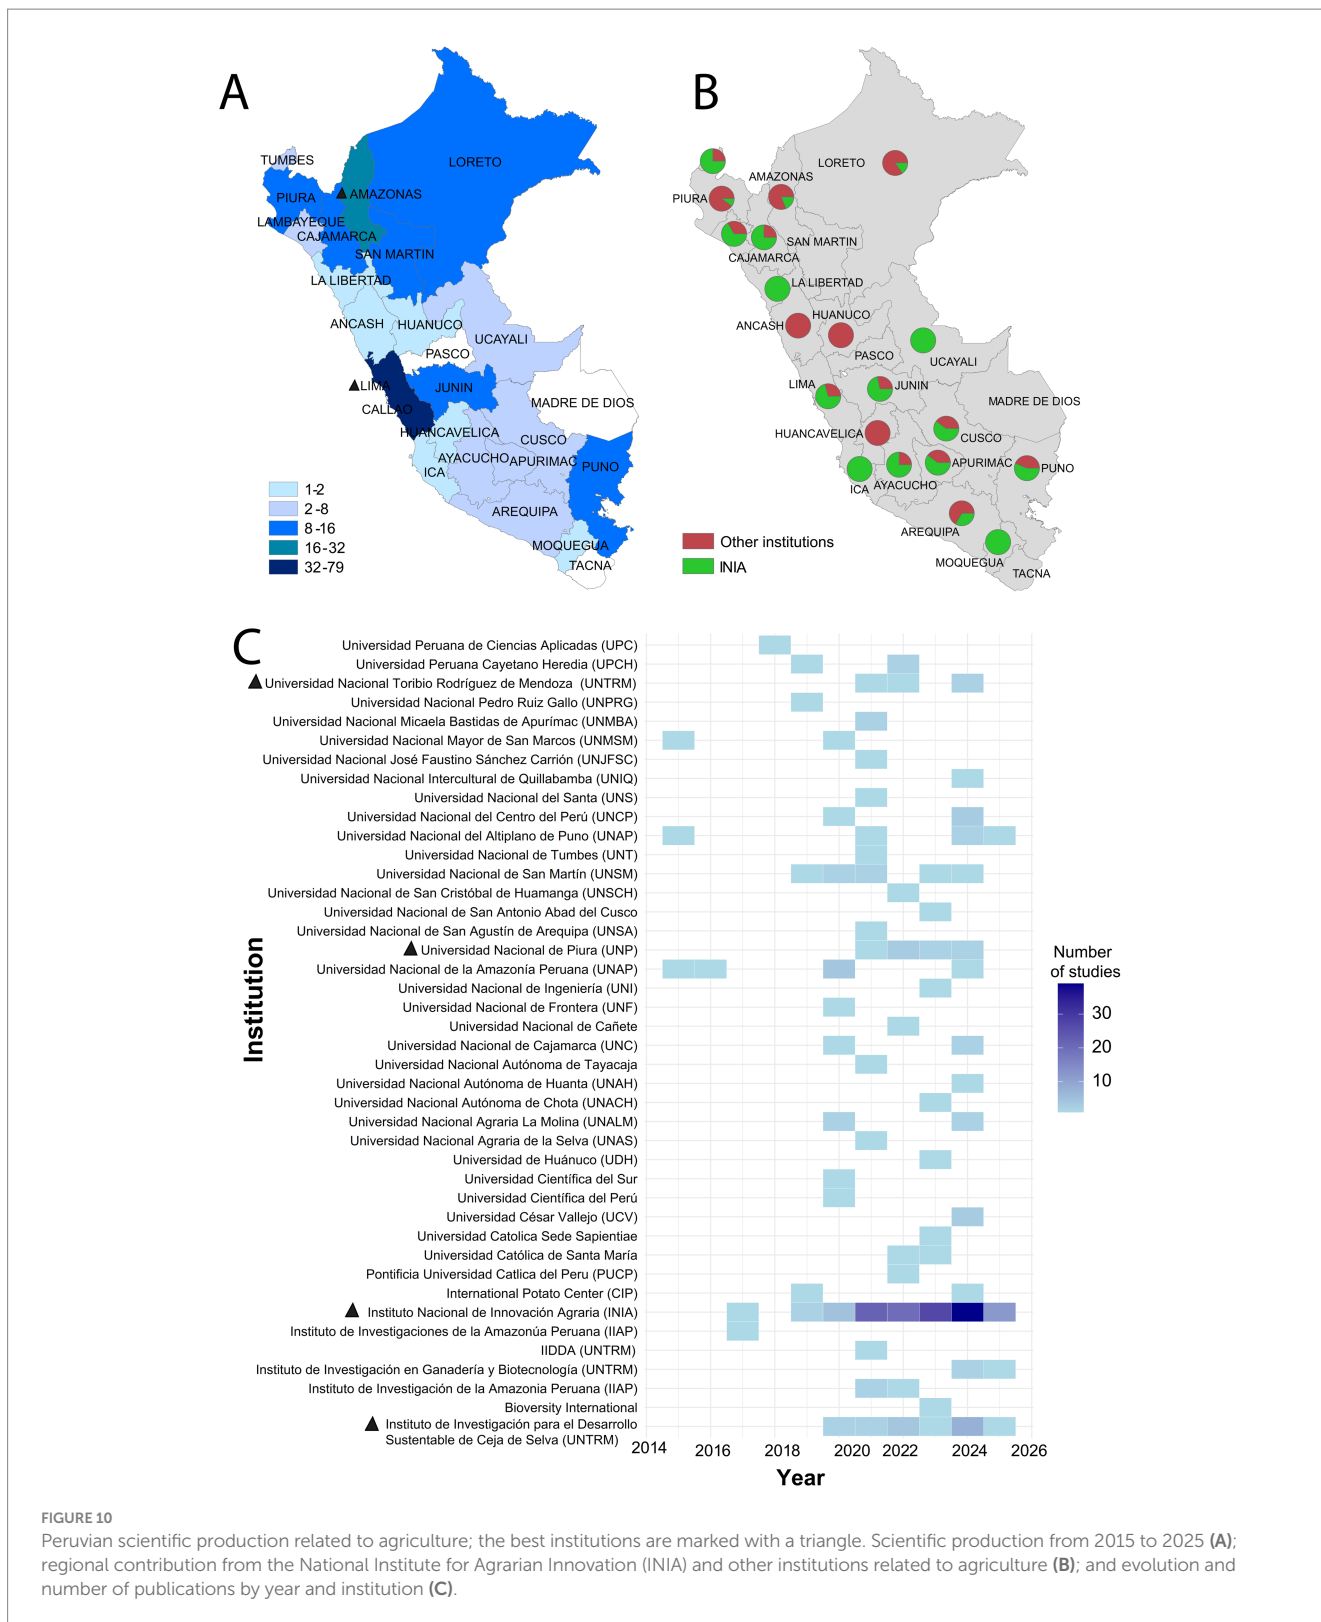 A
TUMBES
LORETO
PIURA
AMAZONAS
LAMBAYEQUE
CAJAMARCA
SAN MARTIN
LA LIBERTAD
ANCASH
HUANUCO
UCAYALI
PASCO
LIMA
JUNIN
CALLAO
MADRE DE DIOS
HUANCAVELICA
CUSCO
AYACUCHO
APURIMAC
PUNO
ICA
AREQUIPA
MOQUEGUA
TACNA
1-2
2-8
8-16
16-32
32-79
B
LORETO
AMAZONAS
PIURA
SAN MARTIN
CAJAMARCA
LA LIBERTAD
HUANUCO
ANCASH
PASCO
UCAYALI
LIMA
JUNIN
MADRE DE DIOS
HUANCAVELICA
CUSCO
APURIMAC
PUNO
ICA
AYACUCHO
AREQUIPA
MOQUEGUA
TACNA
Other institutions
INIA
C
Institution
Universidad Peruana de Ciencias Aplicadas (UPC)
Universidad Peruana Cayetano Heredia (UPCH)
Universidad Nacional Toribio Rodríguez de Mendoza (UNTRM)
Universidad Nacional Pedro Ruiz Gallo (UNPRG)
Universidad Nacional Micaela Bastidas de Apurímac (UNMBA)
Universidad Nacional Mayor de San Marcos (UNMSM)
Universidad Nacional José Faustino Sánchez Carrión (UNJFSC)
Universidad Nacional Intercultural de Quillabamba (UNIQ)
Universidad Nacional del Santa (UNS)
Universidad Nacional del Centro del Perú (UNCP)
Universidad Nacional del Altiplano de Puno (UNAP)
Universidad Nacional de Tumbes (UNT)
Universidad Nacional de San Martín (UNSM)
Universidad Nacional de San Cristóbal de Huamanga (UNSCH)
Universidad Nacional de San Antonio Abad del Cusco
Universidad Nacional de San Agustín de Arequipa (UNSA)
Universidad Nacional de Piura (UNP)
Universidad Nacional de la Amazonía Peruana (UNAP)
Universidad Nacional de Ingeniería (UNI)
Universidad Nacional de Frontera (UNF)
Universidad Nacional de Cañete
Universidad Nacional de Cajamarca (UNC)
Universidad Nacional Autónoma de Tayacaja
Universidad Nacional Autónoma de Huanta (UNAH)
Universidad Nacional Autónoma de Chota (UNACH)
Universidad Nacional Agraria La Molina (UNALM)
Universidad Nacional Agraria de la Selva (UNAS)
Universidad de Huánuco (UDH)
Universidad Científica del Sur
Universidad Científica del Perú
Universidad César Vallejo (UCV)
Universidad Catolica Sede Sapientiae
Universidad Católica de Santa María
Pontificia Universidad Catlica del Peru (PUCP)
International Potato Center (CIP)
Instituto Nacional de Innovación Agraria (INIA)
Instituto de Investigaciones de la Amazonúa Peruana (IIAP)
IIDDA (UNTRM)
Instituto de Investigación en Ganadería y Biotecnología (UNTRM)
Instituto de Investigación de la Amazonia Peruana (IIAP)
Bioversity International
Instituto de Investigación para el Desarrollo
Sustentable de Ceja de Selva (UNTRM)
2014 2016 2018 2020 2022 2024 2026
Year
Number
of studies
30
20
10
FIGURE 10
Peruvian scientific production related to agriculture; the best institutions are marked with a triangle. Scientific production from 2015 to 2025 (A);
regional contribution from the National Institute for Agrarian Innovation (INIA) and other institutions related to agriculture (B); and evolution and
number of publications by year and institution (C).